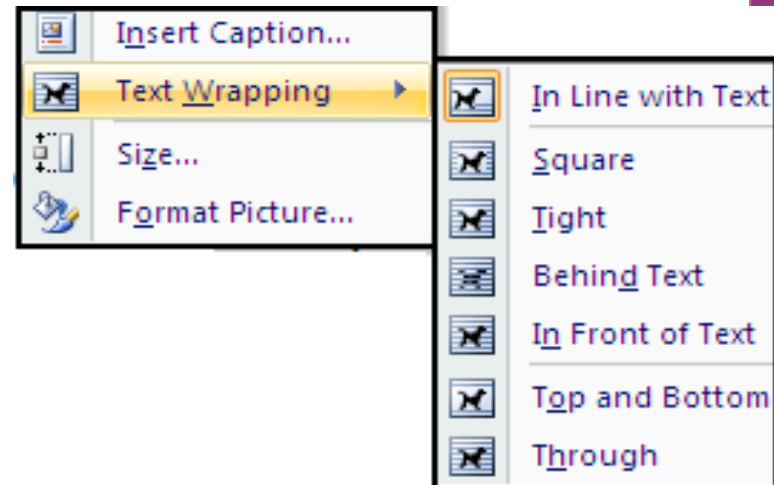 Insert Caption...
Text Wrapping
Size...
Format Picture...
In Line with Text
Square
Tight
Behind Text
In Front of Text
Top and Bottom
Through